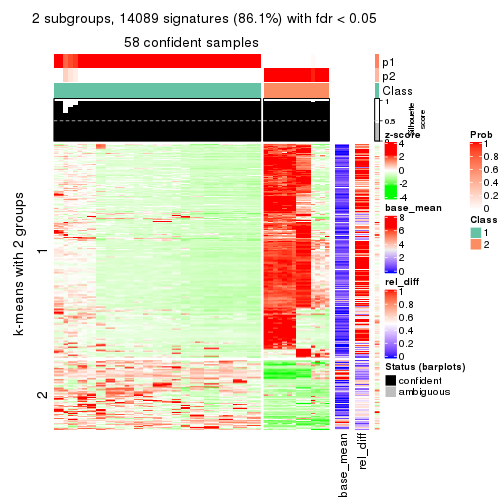 2 subgroups, 14089 signatures (86.1%) with fdr < 0.05
58 confident samples
p1
p2
Class
1
0.5
0
Silhouette
score
k-means with 2 groups
1
2
z-score
4
2
0
-2
-4
base_mean
8
6
4
2
0
rel_diff
1
0.8
0.6
0.4
0.2
0
Status (barplots)
confident
ambiguous
Prob
1
0.8
0.6
0.4
0.2
0
Class
1
2
base_mean
rel_diff